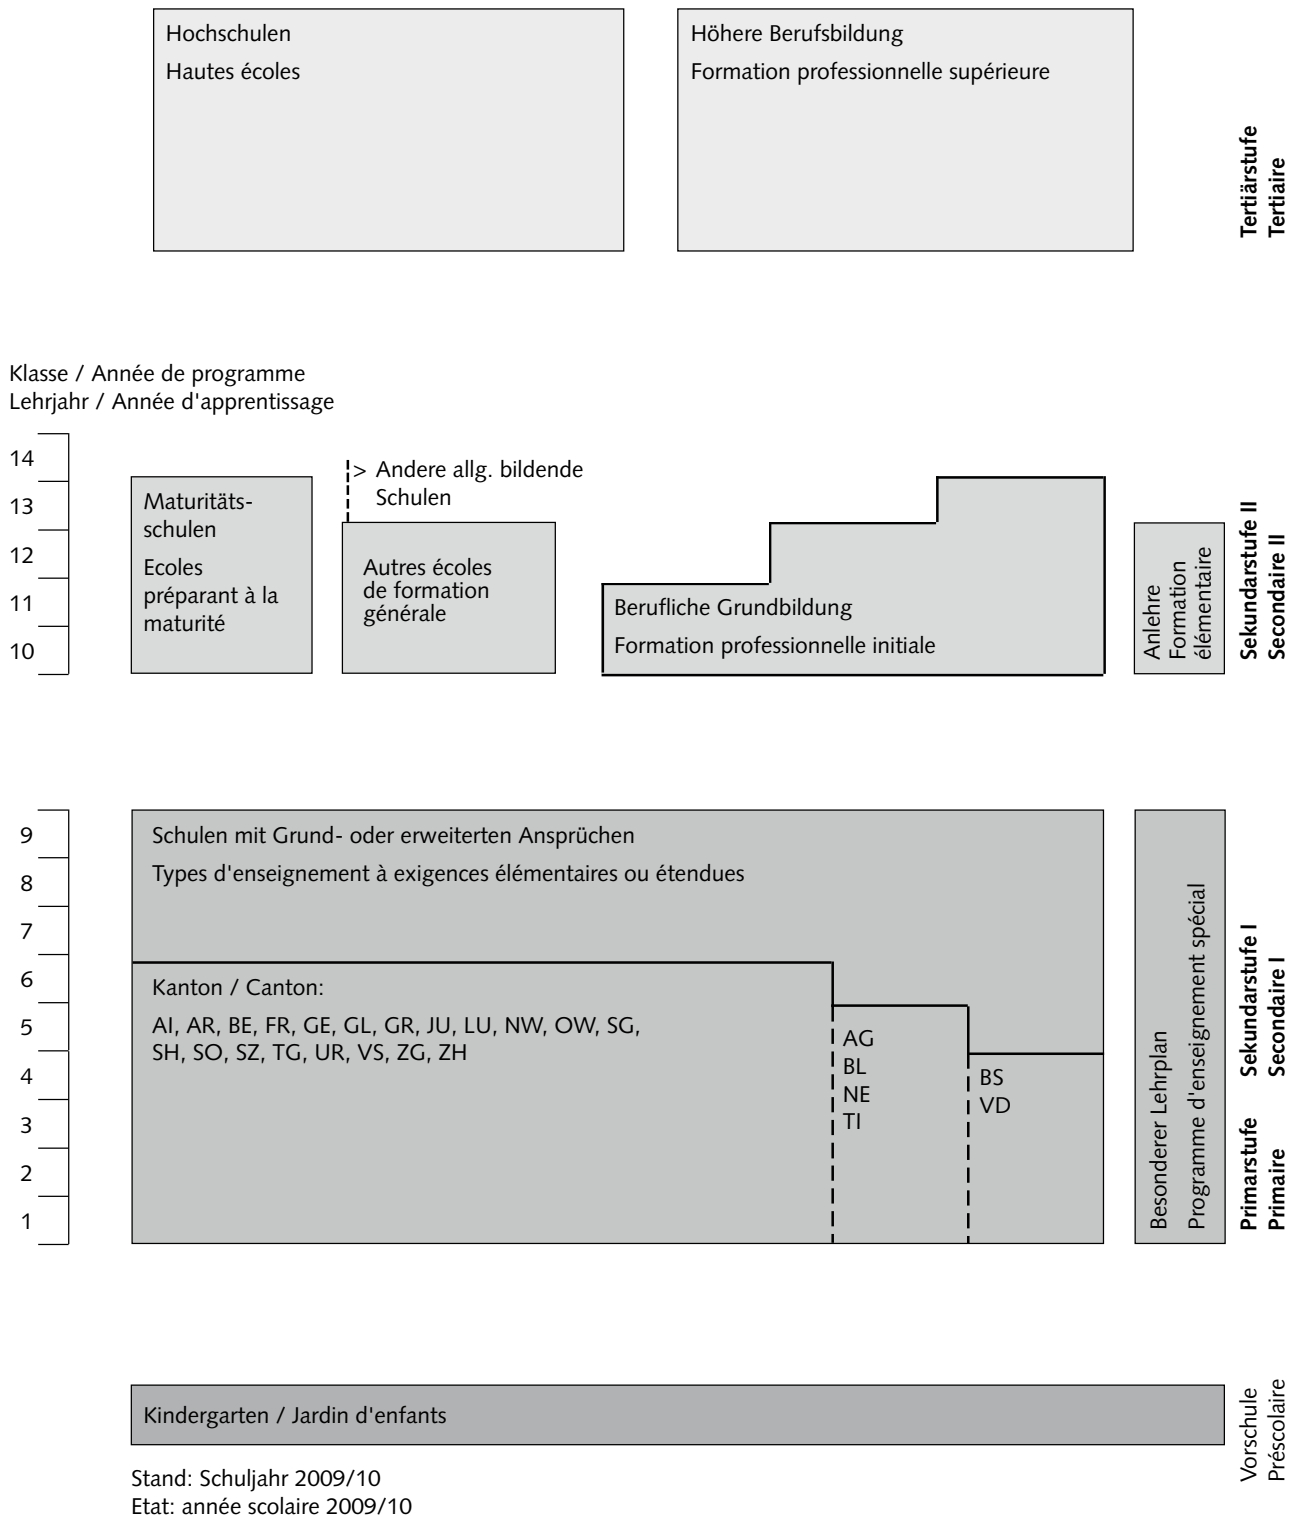 Hochschulen
Hautes écoles
Höhere Berufsbildung
Formation professionnelle supérieure
Tertiärstufe
Tertiaire
Klasse / Année de programme
Lehrjahr / Année d'apprentissage
14
13
12
11
10
Maturitäts-
schulen
Ecoles
préparant à la
maturité
> Andere allg. bildende
Schulen
Autres écoles
de formation
générale
Berufliche Grundbildung
Formation professionnelle initiale
Anlehre
Formation
élémentaire
Sekundarstufe II
Secondaire II
9
8
7
6
5
4
3
2
1
Schulen mit Grund- oder erweiterten Ansprüchen
Types d'enseignement à exigences élémentaires ou étendues
Kanton / Canton:
AI, AR, BE, FR, GE, GL, GR, JU, LU, NW, OW, SG,
SH, SO, SZ, TG, UR, VS, ZG, ZH
AG
BL
NE
TI
BS
VD
Besonderer Lehrplan
Programme d'enseignement spécial
Sekundarstufe I
Secondaire I
Primarstufe
Primaire
Kindergarten / Jardin d'enfants
Vorschule
Préscolaire
Stand: Schuljahr 2009/10
Etat: année scolaire 2009/10